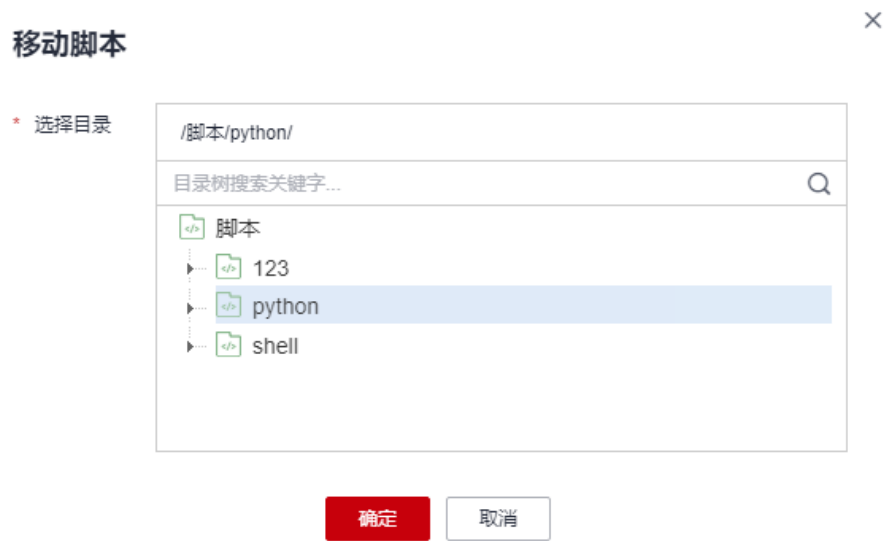 移动脚本
* 选择目录
/脚本/python/
目录树搜索关键字...
脚本
123
python
shell
确定
取消